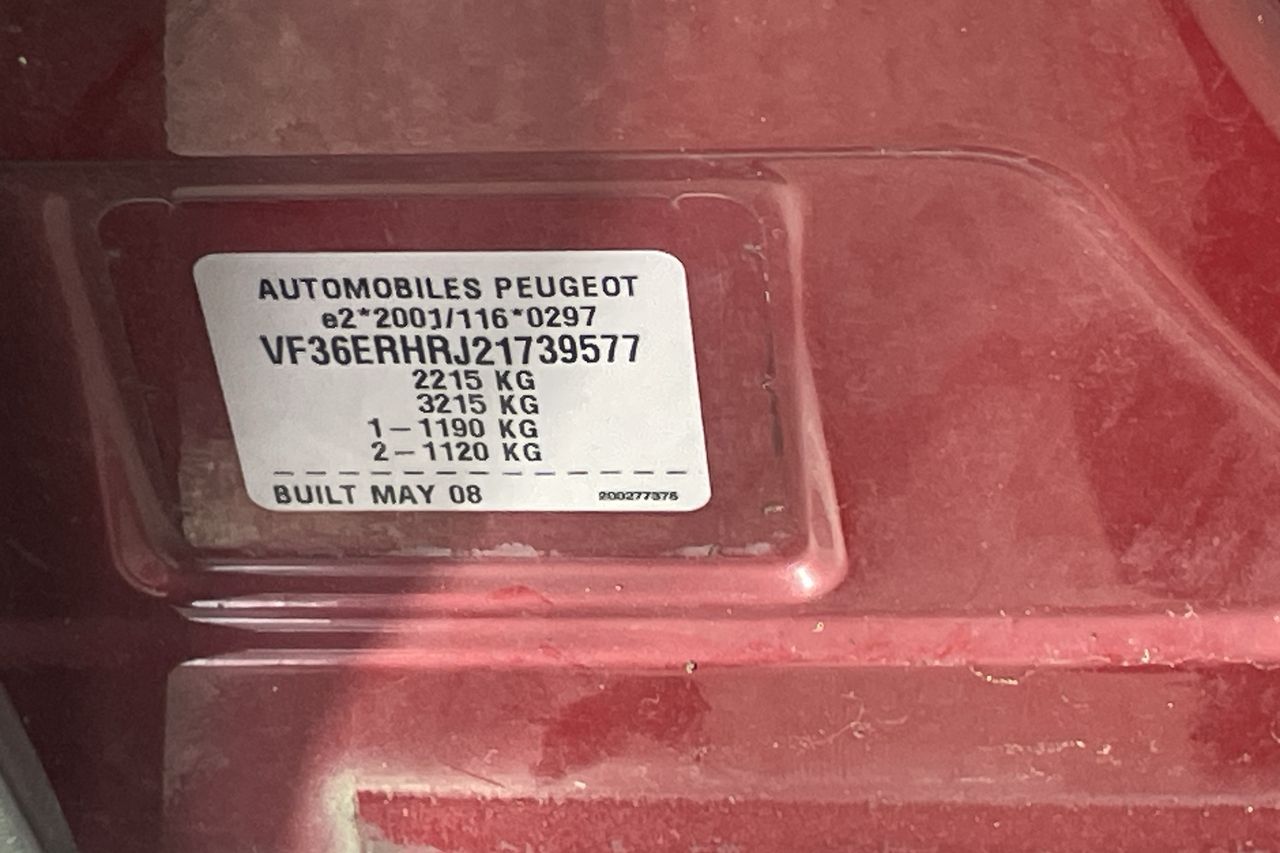 AUTOMOBILES PEUGEOT
e2*2001/116*0297
VF36ERHRJ21739577
2215 KG
3215 KG
1-1190 KG
2-1120 KG
BUILT MAY 08
200277376